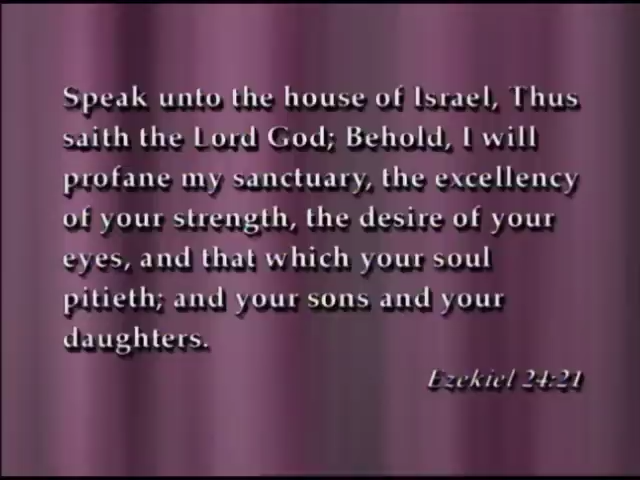 Speak unto the house of Israel, Thus
saith the Lord God; Behold, I will
profane my sanctuary, the excellency
of your strength, the desire of your
eyes, and that which your soul
pitieth; and your sons and your
daughters.
Ezekiel 24:21